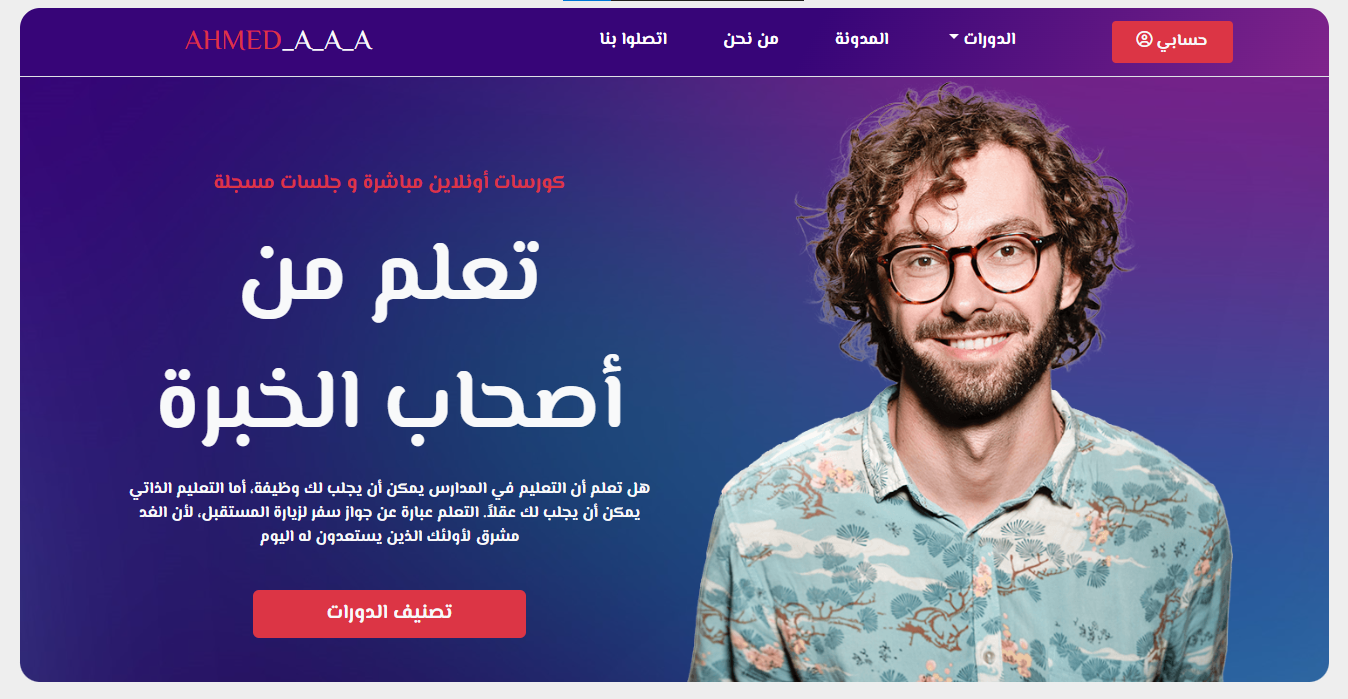 حسابي
الدورات
المدونة
من نحن
اتصلوا بنا
AHMED_A_A_A
كورسات أونلاين مباشرة و جلسات مسجلة
تعلم من
أصحاب الخبرة
هل تعلم أن التعليم في المدارس يمكن أن يجلب لك وظيفة، أما التعليم الذاتي
يمكن أن يجلب لك عقلاً. التعلم عبارة عن جواز سفر لزيارة المستقبل، لأن الغد
مشرق لأولئك الذين يستعدون له اليوم
تصنيف الدورات